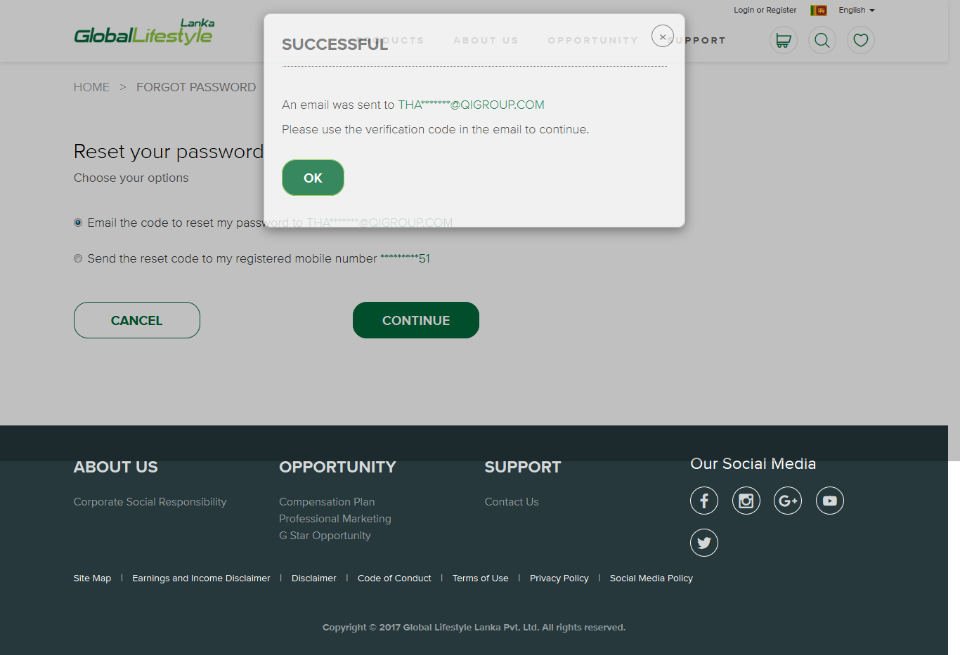 Login or Register
English
Lanka
GlobalLifestyle
PRODUCTS
ABOUT US
OPPORTUNITY
SUPPORT
SUCCESSFUL
An email was sent to THA*******@QIGROUP.COM
Please use the verification code in the email to continue.
OK
HOME > FORGOT PASSWORD
Reset your password
Choose your options
Email the code to reset my password to THA*******@QIGROUP.COM
Send the reset code to my registered mobile number *********51
CANCEL
CONTINUE
ABOUT US
Corporate Social Responsibility
OPPORTUNITY
Compensation Plan
Professional Marketing
G Star Opportunity
SUPPORT
Contact Us
Our Social Media
Site Map | Earnings and Income Disclaimer | Disclaimer | Code of Conduct | Terms of Use | Privacy Policy | Social Media Policy
Copyright © 2017 Global Lifestyle Lanka Pvt. Ltd. All rights reserved.